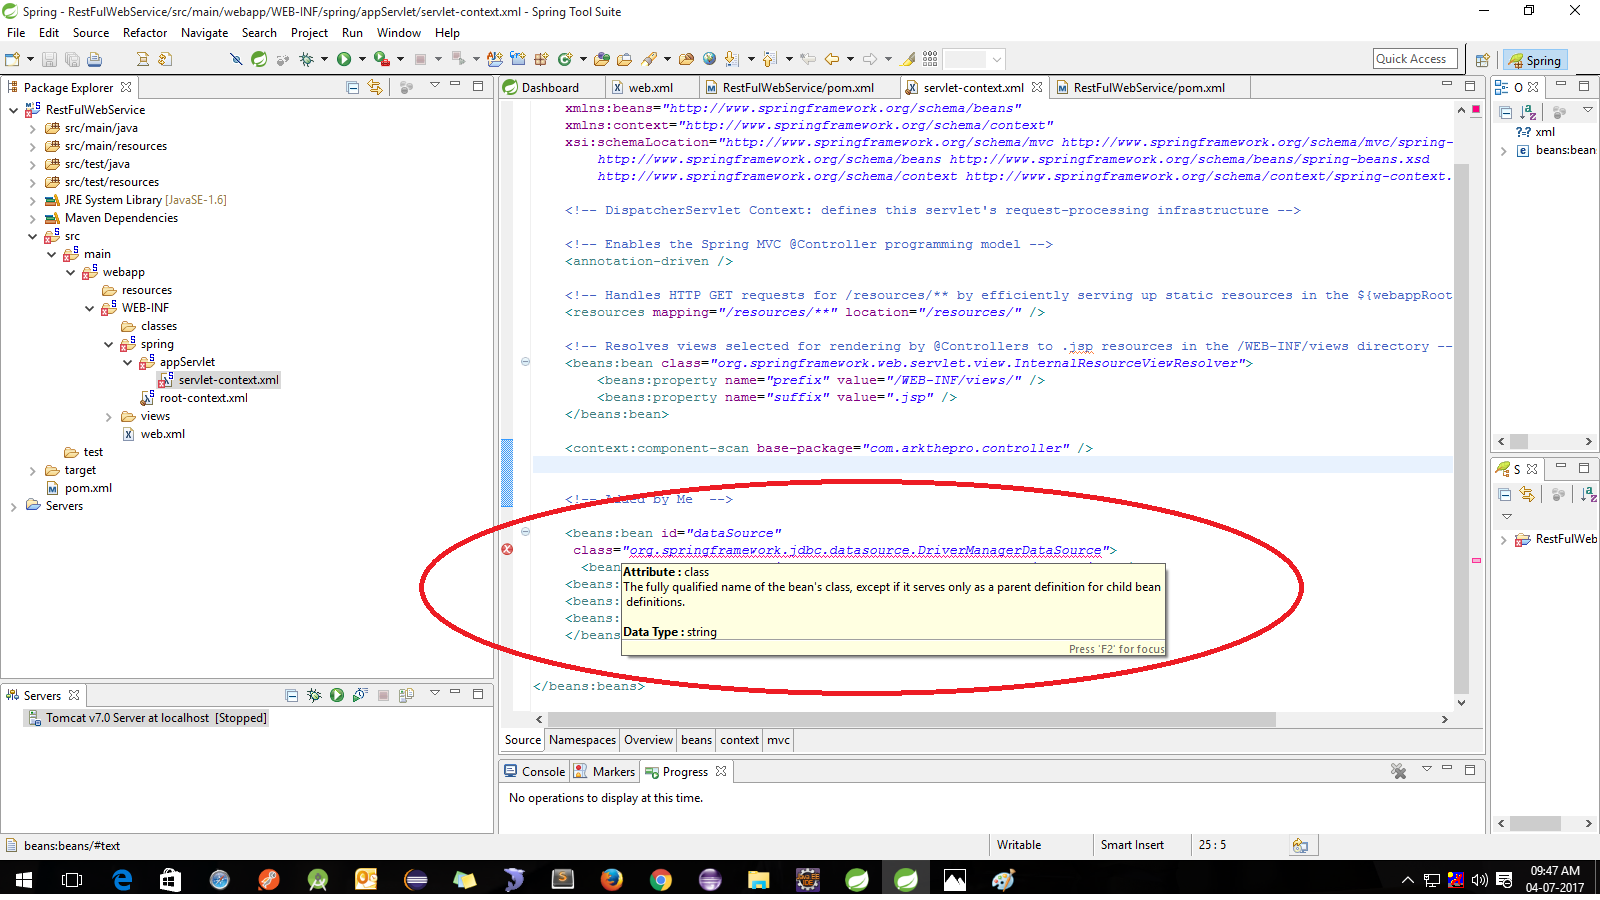 Spring - RestFulWebService/src/main/webapp/WEB-INF/spring/appServlet/servlet-context.xml - Spring Tool Suite
File Edit Source Refactor Navigate Search Project Run Window Help
Quick Access
Spring
Package Explorer
RestFulWebService
src/main/java
src/main/resources
src/test/java
src/test/resources
JRE System Library [JavaSE-1.6]
Maven Dependencies
src
main
webapp
resources
WEB-INF
classes
spring
appServlet
servlet-context.xml
root-context.xml
views
web.xml
test
target
pom.xml
Servers
Servers
Tomcat v7.0 Server at localhost [Stopped]
Dashboard web.xml RestFulWebService/pom.xml servlet-context.xml RestFulWebService/pom.xml
xmlns:beans="http://www.springframework.org/schema/beans"
xmlns:context="http://www.springframework.org/schema/context"
xsi:schemaLocation="http://www.springframework.org/schema/mvc http://www.springframework.org/schema/mvc/spring-
http://www.springframework.org/schema/beans http://www.springframework.org/schema/beans/spring-beans.xsd
http://www.springframework.org/schema/context http://www.springframework.org/schema/context/spring-context.
<!-- DispatcherServlet Context: defines this servlet's request-processing infrastructure -->
<!-- Enables the Spring MVC @Controller programming model -->
<annotation-driven />
<!-- Handles HTTP GET requests for /resources/** by efficiently serving up static resources in the ${webappRoot
<resources mapping="/resources/**" location="/resources/" />
<!-- Resolves views selected for rendering by @Controllers to .jsp resources in the /WEB-INF/views directory --
<beans:bean class="org.springframework.web.servlet.view.InternalResourceViewResolver">
<beans:property name="prefix" value="/WEB-INF/views/" />
<beans:property name="suffix" value=".jsp" />
</beans:bean>
<context:component-scan base-package="com.arkthepro.controller" />
<!-- Added by Me -->
<beans:bean id="dataSource"
class="org.springframework.jdbc.datasource.DriverManagerDataSource">
<bean
<beans:
<beans:
<beans:
</beans
Attribute : class
The fully qualified name of the bean's class, except if it serves only as a parent definition for child bean
definitions.
Data Type : string
Press 'F2' for focus
</beans:beans>
Source Namespaces Overview beans context mvc
Console Markers Progress
No operations to display at this time.
O
xml
beans:bean
S
RestFulWeb
beans:beans/#text
Writable
Smart Insert
25 : 5
09:47 AM
04-07-2017